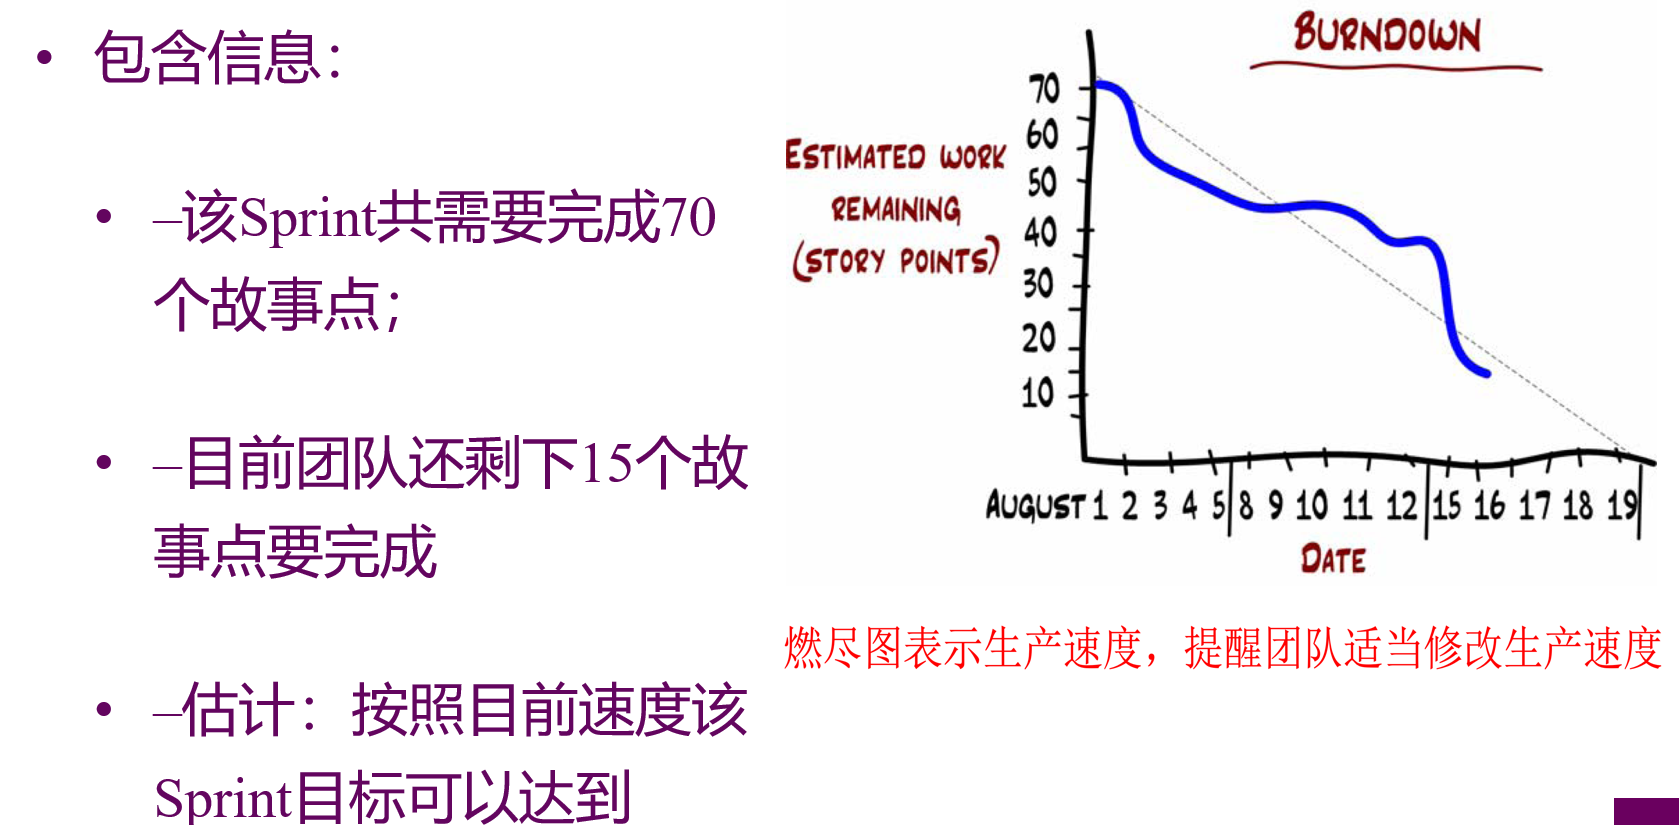 • 包含信息：
• –该Sprint共需要完成70
个故事点；
• –目前团队还剩下15个故
事点要完成
• –估计：按照目前速度该
Sprint目标可以达到
BURNDOWN
ESTIMATED WORK
REMAINING
(STORY POINTS)
70
60
50
40
30
20
10
AUGUST 1 2 3 4 5 8 9 10 11 12 15 16 17 18 19
DATE
燃尽图表示生产速度，提醒团队适当修改生产速度